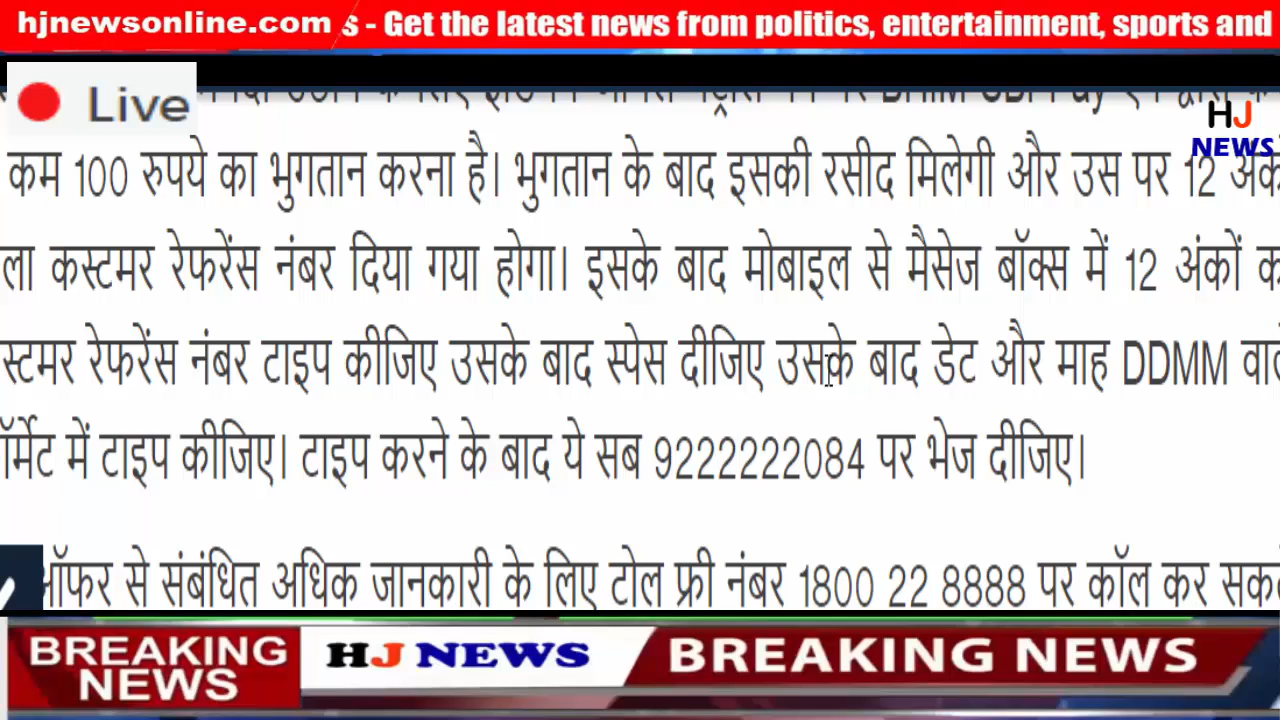 hjnewsonline.com s - Get the latest news from politics, entertainment, sports and
Live
HJ
NEWS
कम 100 रुपये का भुगतान करना है। भुगतान के बाद इसकी रसीद मिलेगी और उस पर 12
ला कस्टमर रेफरेंस नंबर दिया गया होगा। इसके बाद मोबाइल से मैसेज बॉक्स में 12 अंकों
स्टमर रेफरेंस नंबर टाइप कीजिए उसके बाद स्पेस दीजिए उसके बाद डेट और माह DDMM
ॉर्मेट में टाइप कीजिए। टाइप करने के बाद ये सब 9222222084 पर भेज दीजिए।
ऑफर से संबंधित अधिक जानकारी के लिए टोल फ्री नंबर 1800 22 8888 पर कॉल कर
BREAKING
NEWS
HJ NEWS
BREAKING NEWS